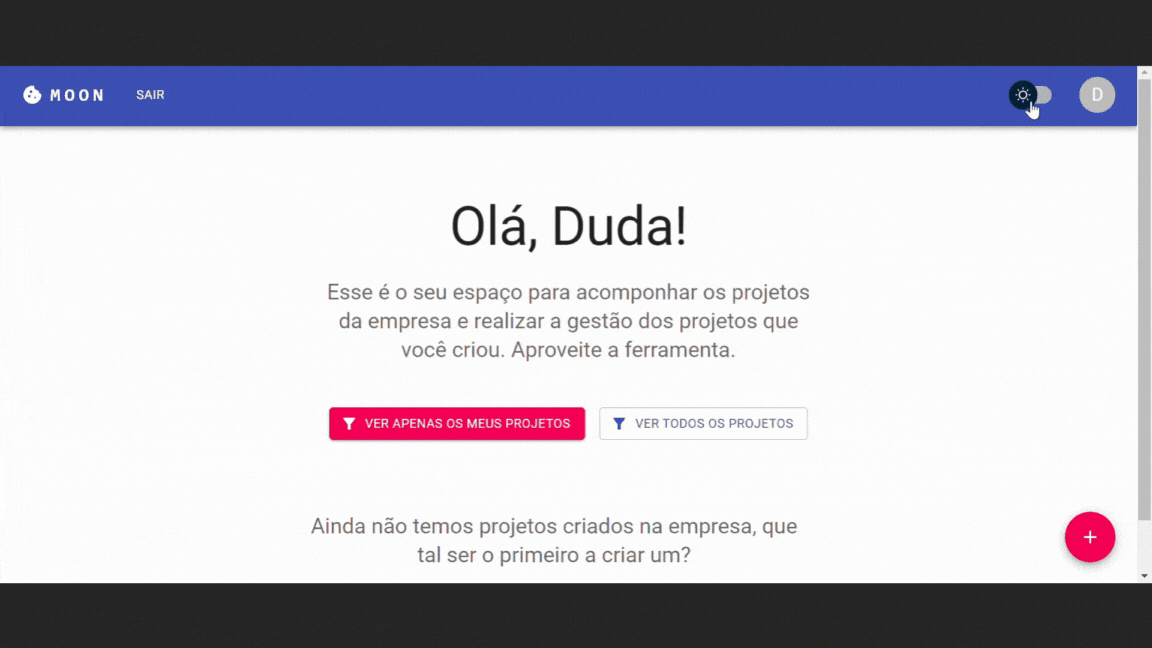 MOON
SAIR
D
Olá, Duda!
Esse é o seu espaço para acomponhar os projetos
da empresa e realizar a gestão dos projetos que
você criou. Aproveite a ferramenta.
VER APENAS OS MEUS PROJETOS
VER TODOS OS PROJETOS
Ainda não temos projetos criados na empresa, que
tal ser o primeiro a criar um?
+